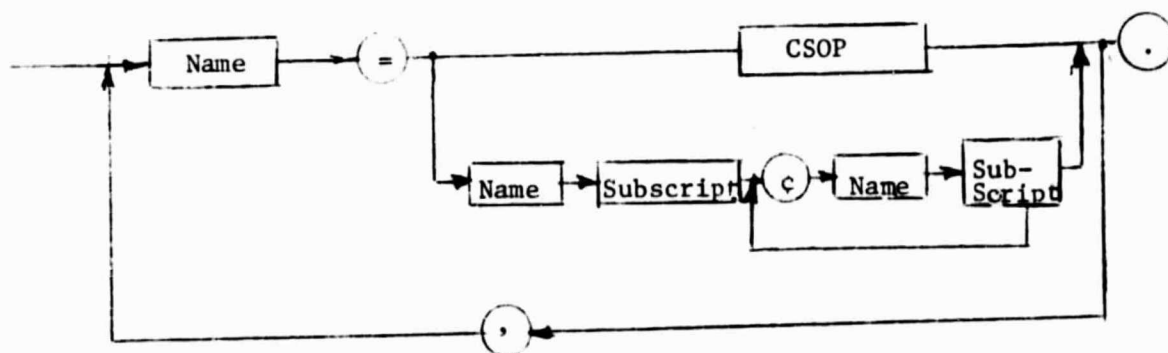 Name
=
CSOP
.
Name
Subscript
¢
Name
Sub-
Script
,